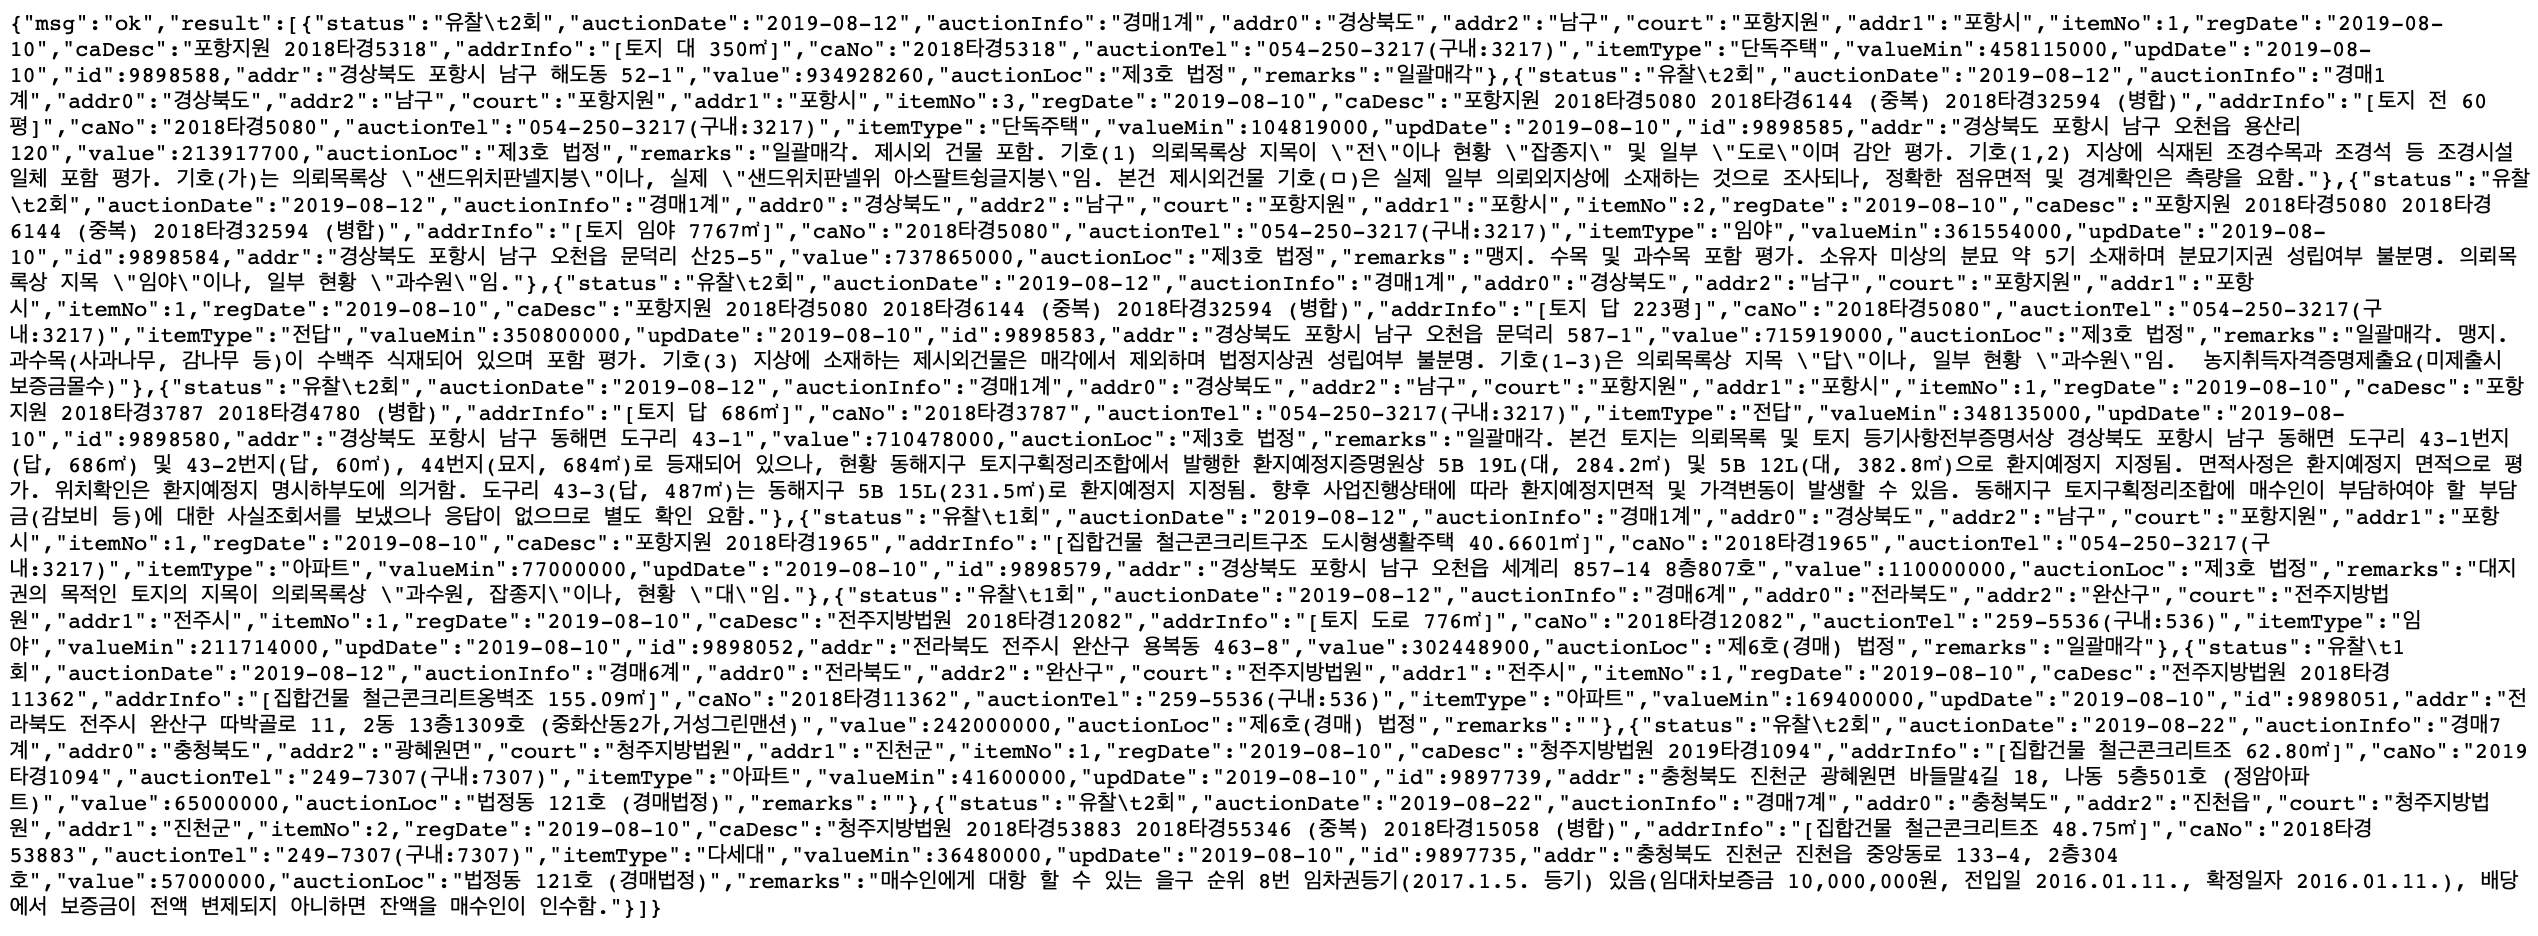 {"msg":"ok","result":[{"status":"유찰\t2회","auctionDate":"2019-08-12","auctionInfo":"경매1계","addr0":"경상북도","addr2":"남구","court":"포항지원","addr1":"포항시","itemNo":1,"regDate":"2019-08-
10","caDesc":"포항지원 2018타경5318","addrInfo":"[토지 대 350㎡]","caNo":"2018타경5318","auctionTel":"054-250-3217(구내:3217)","itemType":"단독주택","valueMin":458115000,"updDate":"2019-08-
10","id":9898588,"addr":"경상북도 포항시 남구 해도동 52-1","value":934928260,"auctionLoc":"제3호 법정","remarks":"일괄매각"},{"status":"유찰\t2회","auctionDate":"2019-08-12","auctionInfo":"경매1
계","addr0":"경상북도","addr2":"남구","court":"포항지원","addr1":"포항시","itemNo":3,"regDate":"2019-08-10","caDesc":"포항지원 2018타경5080 2018타경6144 (중복) 2018타경32594 (병합)","addrInfo":"[토지 전 60
평]","caNo":"2018타경5080","auctionTel":"054-250-3217(구내:3217)","itemType":"단독주택","valueMin":104819000,"updDate":"2019-08-10","id":9898585,"addr":"경상북도 포항시 남구 오천읍 용산리
120","value":213917700,"auctionLoc":"제3호 법정","remarks":"일괄매각. 제시외 건물 포함. 기호(1) 의뢰목록상 지목이 \"전\"이나 현황 \"잡종지\" 및 일부 \"도로\"이며 감안 평가. 기호(1,2) 지상에 식재된 조경수목과 조경석 등 조경시설
일체 포함 평가. 기호(가)는 의뢰목록상 \"샌드위치판넬지붕\"이나, 실제 \"샌드위치판넬위 아스팔트슁글지붕\"임. 본건 제시외건물 기호(ㅁ)은 실제 일부 의뢰외지상에 소재하는 것으로 조사되나, 정확한 점유면적 및 경계확인은 측량을 요함."},{"status":"유찰
\t2회","auctionDate":"2019-08-12","auctionInfo":"경매1계","addr0":"경상북도","addr2":"남구","court":"포항지원","addr1":"포항시","itemNo":2,"regDate":"2019-08-10","caDesc":"포항지원 2018타경5080 2018타경
6144 (중복) 2018타경32594 (병합)","addrInfo":"[토지 임야 7767㎡]","caNo":"2018타경5080","auctionTel":"054-250-3217(구내:3217)","itemType":"임야","valueMin":361554000,"updDate":"2019-08-
10","id":9898584,"addr":"경상북도 포항시 남구 오천읍 문덕리 산25-5","value":737865000,"auctionLoc":"제3호 법정","remarks":"맹지. 수목 및 과수목 포함 평가. 소유자 미상의 분묘 약 5기 소재하며 분묘기지권 성립여부 불분명. 의뢰목
록상 지목 \"임야\"이나, 일부 현황 \"과수원\"임."},{"status":"유찰\t2회","auctionDate":"2019-08-12","auctionInfo":"경매1계","addr0":"경상북도","addr2":"남구","court":"포항지원","addr1":"포항
시","itemNo":1,"regDate":"2019-08-10","caDesc":"포항지원 2018타경5080 2018타경6144 (중복) 2018타경32594 (병합)","addrInfo":"[토지 답 223평]","caNo":"2018타경5080","auctionTel":"054-250-3217(구
내:3217)","itemType":"전답","valueMin":350800000,"updDate":"2019-08-10","id":9898583,"addr":"경상북도 포항시 남구 오천읍 문덕리 587-1","value":715919000,"auctionLoc":"제3호 법정","remarks":"일괄매각. 맹지.
과수목(사과나무, 감나무 등)이 수백주 식재되어 있으며 포함 평가. 기호(3) 지상에 소재하는 제시외건물은 매각에서 제외하며 법정지상권 성립여부 불분명. 기호(1-3)은 의뢰목록상 지목 \"답\"이나, 일부 현황 \"과수원\"임.  농지취득자격증명제출요(미제출시
보증금몰수)"},{"status":"유찰\t2회","auctionDate":"2019-08-12","auctionInfo":"경매1계","addr0":"경상북도","addr2":"남구","court":"포항지원","addr1":"포항시","itemNo":1,"regDate":"2019-08-10","caDesc":"포항
지원 2018타경3787 2018타경4780 (병합)","addrInfo":"[토지 답 686㎡]","caNo":"2018타경3787","auctionTel":"054-250-3217(구내:3217)","itemType":"전답","valueMin":348135000,"updDate":"2019-08-
10","id":9898580,"addr":"경상북도 포항시 남구 동해면 도구리 43-1","value":710478000,"auctionLoc":"제3호 법정","remarks":"일괄매각. 본건 토지는 의뢰목록 및 토지 등기사항전부증명서상 경상북도 포항시 남구 동해면 도구리 43-1번지
(답, 686㎡) 및 43-2번지(답, 60㎡), 44번지(묘지, 684㎡)로 등재되어 있으나, 현황 동해지구 토지구획정리조합에서 발행한 환지예정지증명원상 5B 19L(대, 284.2㎡) 및 5B 12L(대, 382.8㎡)으로 환지예정지 지정됨. 면적사정은 환지예정지 면적으로 평
가. 위치확인은 환지예정지 명시하부도에 의거함. 도구리 43-3(답, 487㎡)는 동해지구 5B 15L(231.5㎡)로 환지예정지 지정됨. 향후 사업진행상태에 따라 환지예정지면적 및 가격변동이 발생할 수 있음. 동해지구 토지구획정리조합에 매수인이 부담하여야 할 부담
금(감보비 등)에 대한 사실조회서를 보냈으나 응답이 없으므로 별도 확인 요함."},{"status":"유찰\t1회","auctionDate":"2019-08-12","auctionInfo":"경매1계","addr0":"경상북도","addr2":"남구","court":"포항지원","addr1":"포항
시","itemNo":1,"regDate":"2019-08-10","caDesc":"포항지원 2018타경1965","addrInfo":"[집합건물 철근콘크리트구조 도시형생활주택 40.6601㎡]","caNo":"2018타경1965","auctionTel":"054-250-3217(구
내:3217)","itemType":"아파트","valueMin":77000000,"updDate":"2019-08-10","id":9898579,"addr":"경상북도 포항시 남구 오천읍 세계리 857-14 8층807호","value":110000000,"auctionLoc":"제3호 법정","remarks":"대지
권의 목적인 토지의 지목이 의뢰목록상 \"과수원, 잡종지\"이나, 현황 \"대\"임."},{"status":"유찰\t1회","auctionDate":"2019-08-12","auctionInfo":"경매6계","addr0":"전라북도","addr2":"완산구","court":"전주지방법
원","addr1":"전주시","itemNo":1,"regDate":"2019-08-10","caDesc":"전주지방법원 2018타경12082","addrInfo":"[토지 도로 776㎡]","caNo":"2018타경12082","auctionTel":"259-5536(구내:536)","itemType":"임
야","valueMin":211714000,"updDate":"2019-08-10","id":9898052,"addr":"전라북도 전주시 완산구 용복동 463-8","value":302448900,"auctionLoc":"제6호(경매) 법정","remarks":"일괄매각"},{"status":"유찰\t1
회","auctionDate":"2019-08-12","auctionInfo":"경매6계","addr0":"전라북도","addr2":"완산구","court":"전주지방법원","addr1":"전주시","itemNo":1,"regDate":"2019-08-10","caDesc":"전주지방법원 2018타경
11362","addrInfo":"[집합건물 철근콘크리트옹벽조 155.09㎡]","caNo":"2018타경11362","auctionTel":"259-5536(구내:536)","itemType":"아파트","valueMin":169400000,"updDate":"2019-08-10","id":9898051,"addr":"전
라북도 전주시 완산구 따박골로 11, 2동 13층1309호 (중화산동2가,거성그린맨션)","value":242000000,"auctionLoc":"제6호(경매) 법정","remarks":""},{"status":"유찰\t2회","auctionDate":"2019-08-22","auctionInfo":"경매7
계","addr0":"충청북도","addr2":"광혜원면","court":"청주지방법원","addr1":"진천군","itemNo":1,"regDate":"2019-08-10","caDesc":"청주지방법원 2019타경1094","addrInfo":"[집합건물 철근콘크리트조 62.80㎡]","caNo":"2019
타경1094","auctionTel":"249-7307(구내:7307)","itemType":"아파트","valueMin":41600000,"updDate":"2019-08-10","id":9897739,"addr":"충청북도 진천군 광혜원면 바들말4길 18, 나동 5층501호 (정암아파
트)","value":65000000,"auctionLoc":"법정동 121호 (경매법정)","remarks":""},{"status":"유찰\t2회","auctionDate":"2019-08-22","auctionInfo":"경매7계","addr0":"충청북도","addr2":"진천읍","court":"청주지방법
원","addr1":"진천군","itemNo":2,"regDate":"2019-08-10","caDesc":"청주지방법원 2018타경53883 2018타경55346 (중복) 2018타경15058 (병합)","addrInfo":"[집합건물 철근콘크리트조 48.75㎡]","caNo":"2018타경
53883","auctionTel":"249-7307(구내:7307)","itemType":"다세대","valueMin":36480000,"updDate":"2019-08-10","id":9897735,"addr":"충청북도 진천군 진천읍 중앙동로 133-4, 2층304
호","value":57000000,"auctionLoc":"법정동 121호 (경매법정)","remarks":"매수인에게 대항 할 수 있는 을구 순위 8번 임차권등기(2017.1.5. 등기) 있음(임대차보증금 10,000,000원, 전입일 2016.01.11., 확정일자 2016.01.11.), 배당
에서 보증금이 전액 변제되지 아니하면 잔액을 매수인이 인수함."}]}